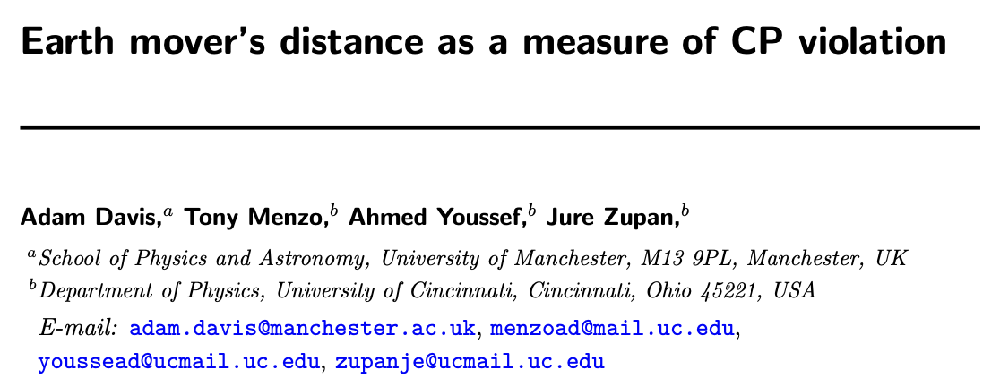 Earth mover's distance as a measure of CP violation
Adam Davis,ᵃ Tony Menzo,ᵇ Ahmed Youssef,ᵇ Jure Zupan,ᵇ
ᵃSchool of Physics and Astronomy, University of Manchester, M13 9PL, Manchester, UK
ᵇDepartment of Physics, University of Cincinnati, Cincinnati, Ohio 45221, USA
E-mail: adam.davis@manchester.ac.uk, menzoad@mail.uc.edu,
youssead@ucmail.uc.edu, zupanje@ucmail.uc.edu